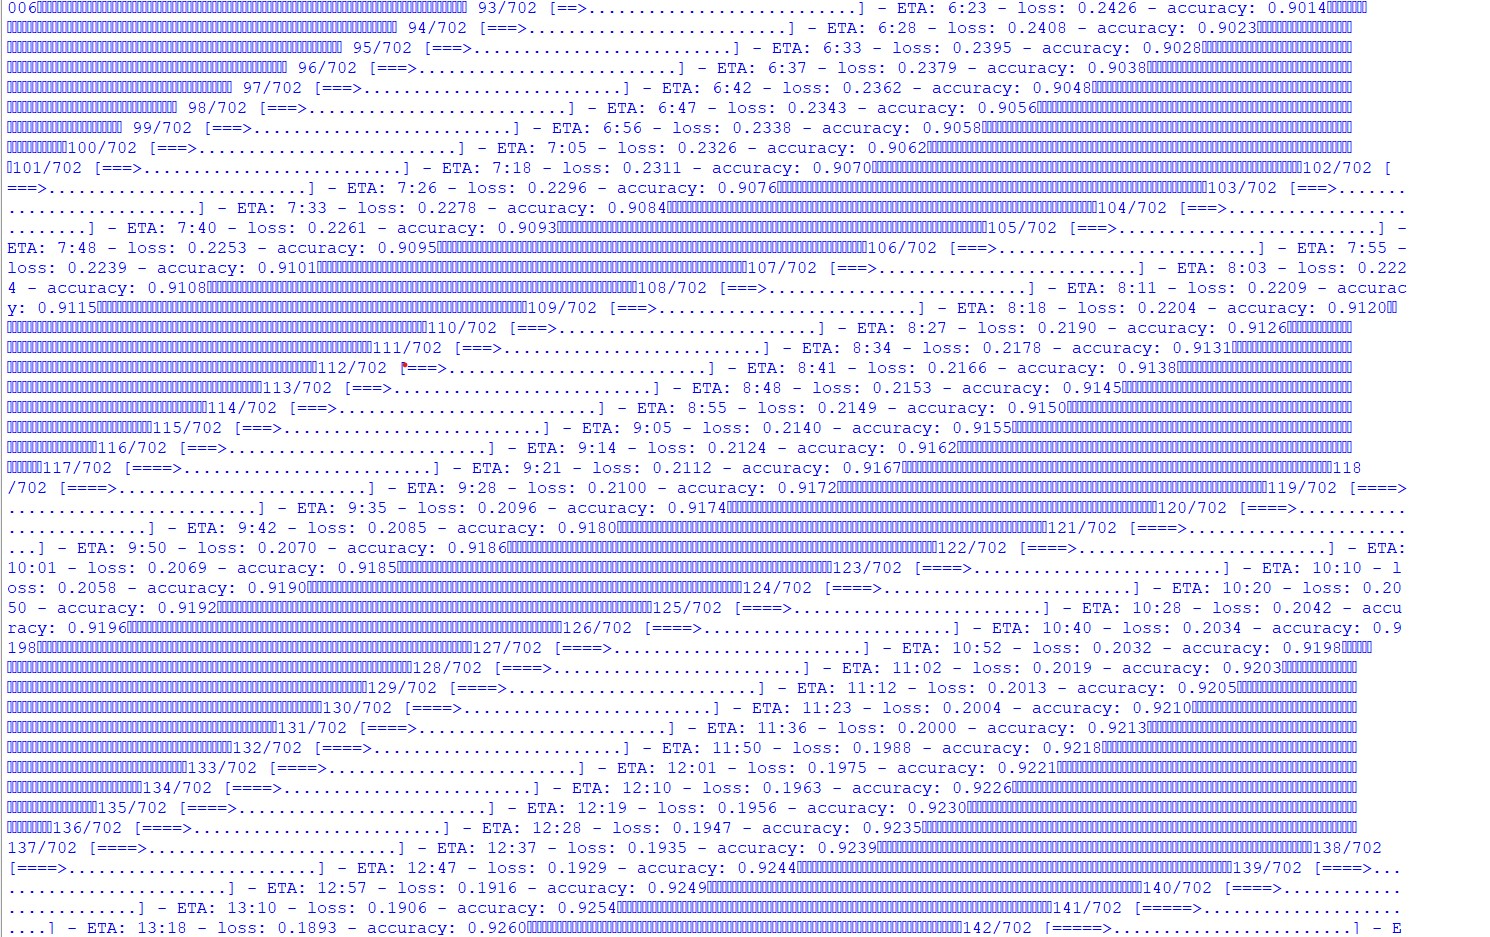 006 93/702 [==>...........................] - ETA: 6:23 - loss: 0.2426 - accuracy: 0.9014
94/702 [===>..........................] - ETA: 6:28 - loss: 0.2408 - accuracy: 0.9023
95/702 [===>..........................] - ETA: 6:33 - loss: 0.2395 - accuracy: 0.9028
96/702 [===>..........................] - ETA: 6:37 - loss: 0.2379 - accuracy: 0.9038
97/702 [===>..........................] - ETA: 6:42 - loss: 0.2362 - accuracy: 0.9048
98/702 [===>..........................] - ETA: 6:47 - loss: 0.2343 - accuracy: 0.9056
99/702 [===>..........................] - ETA: 6:56 - loss: 0.2338 - accuracy: 0.9058
100/702 [===>..........................] - ETA: 7:05 - loss: 0.2326 - accuracy: 0.9062
101/702 [===>..........................] - ETA: 7:18 - loss: 0.2311 - accuracy: 0.9070 102/702 [
===>..........................] - ETA: 7:26 - loss: 0.2296 - accuracy: 0.9076 103/702 [===>.......
...................] - ETA: 7:33 - loss: 0.2278 - accuracy: 0.9084 104/702 [===>..................
........] - ETA: 7:40 - loss: 0.2261 - accuracy: 0.9093 105/702 [===>..........................] -
ETA: 7:48 - loss: 0.2253 - accuracy: 0.9095 106/702 [===>..........................] - ETA: 7:55 -
loss: 0.2239 - accuracy: 0.9101 107/702 [===>..........................] - ETA: 8:03 - loss: 0.222
4 - accuracy: 0.9108 108/702 [===>..........................] - ETA: 8:11 - loss: 0.2209 - accurac
y: 0.9115 109/702 [===>..........................] - ETA: 8:18 - loss: 0.2204 - accuracy: 0.9120
110/702 [===>..........................] - ETA: 8:27 - loss: 0.2190 - accuracy: 0.9126
111/702 [===>..........................] - ETA: 8:34 - loss: 0.2178 - accuracy: 0.9131
112/702 [===>..........................] - ETA: 8:41 - loss: 0.2166 - accuracy: 0.9138
113/702 [===>..........................] - ETA: 8:48 - loss: 0.2153 - accuracy: 0.9145
114/702 [===>..........................] - ETA: 8:55 - loss: 0.2149 - accuracy: 0.9150
115/702 [===>..........................] - ETA: 9:05 - loss: 0.2140 - accuracy: 0.9155
116/702 [===>..........................] - ETA: 9:14 - loss: 0.2124 - accuracy: 0.9162
117/702 [====>.........................] - ETA: 9:21 - loss: 0.2112 - accuracy: 0.9167 118
/702 [====>.........................] - ETA: 9:28 - loss: 0.2100 - accuracy: 0.9172 119/702 [====>
.........................] - ETA: 9:35 - loss: 0.2096 - accuracy: 0.9174 120/702 [====>...........
..............] - ETA: 9:42 - loss: 0.2085 - accuracy: 0.9180 121/702 [====>......................
...] - ETA: 9:50 - loss: 0.2070 - accuracy: 0.9186 122/702 [====>.........................] - ETA:
10:01 - loss: 0.2069 - accuracy: 0.9185 123/702 [====>.........................] - ETA: 10:10 - l
oss: 0.2058 - accuracy: 0.9190 124/702 [====>.........................] - ETA: 10:20 - loss: 0.20
50 - accuracy: 0.9192 125/702 [====>.........................] - ETA: 10:28 - loss: 0.2042 - accu
racy: 0.9196 126/702 [====>.........................] - ETA: 10:40 - loss: 0.2034 - accuracy: 0.9
198 127/702 [====>.........................] - ETA: 10:52 - loss: 0.2032 - accuracy: 0.9198
128/702 [====>.........................] - ETA: 11:02 - loss: 0.2019 - accuracy: 0.9203
129/702 [====>.........................] - ETA: 11:12 - loss: 0.2013 - accuracy: 0.9205
130/702 [====>.........................] - ETA: 11:23 - loss: 0.2004 - accuracy: 0.9210
131/702 [====>.........................] - ETA: 11:36 - loss: 0.2000 - accuracy: 0.9213
132/702 [====>.........................] - ETA: 11:50 - loss: 0.1988 - accuracy: 0.9218
133/702 [====>.........................] - ETA: 12:01 - loss: 0.1975 - accuracy: 0.9221
134/702 [====>.........................] - ETA: 12:10 - loss: 0.1963 - accuracy: 0.9226
135/702 [====>.........................] - ETA: 12:19 - loss: 0.1956 - accuracy: 0.9230
136/702 [====>.........................] - ETA: 12:28 - loss: 0.1947 - accuracy: 0.9235
137/702 [====>.........................] - ETA: 12:37 - loss: 0.1935 - accuracy: 0.9239 138/702
[====>.........................] - ETA: 12:47 - loss: 0.1929 - accuracy: 0.9244 139/702 [====>...
......................] - ETA: 12:57 - loss: 0.1916 - accuracy: 0.9249 140/702 [====>............
.............] - ETA: 13:10 - loss: 0.1906 - accuracy: 0.9254 141/702 [=====>....................
....] - ETA: 13:18 - loss: 0.1893 - accuracy: 0.9260 142/702 [=====>........................] - E